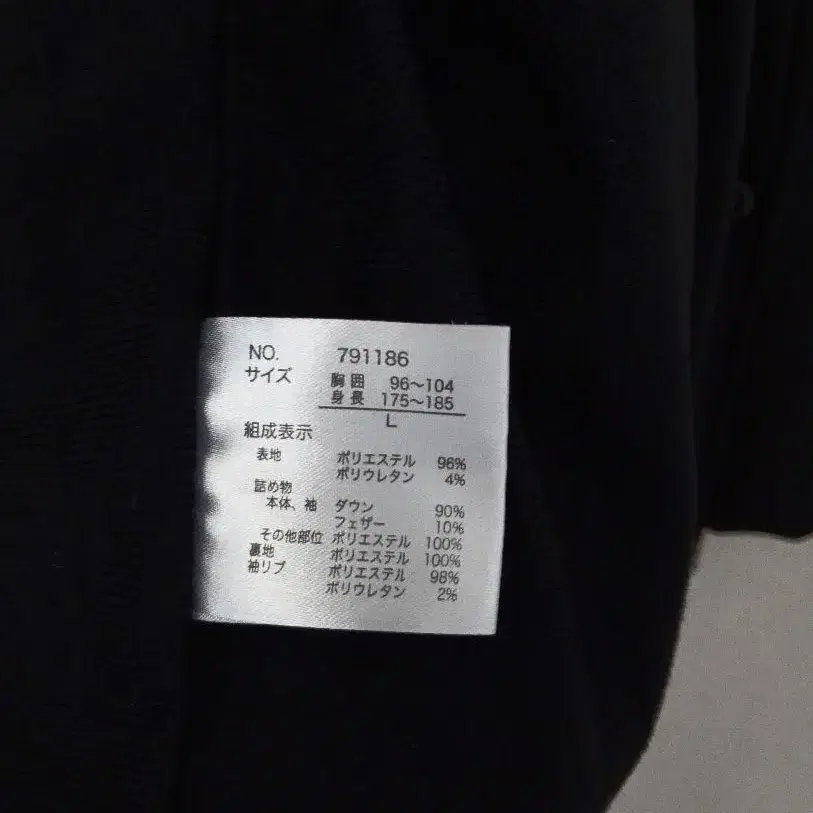 NO. 791186
サイズ 胸囲 96〜104
身長 175〜185
L
組成表示
表地 ポリエステル 96%
ポリウレタン 4%
詰め物
本体、袖 ダウン 90%
フェザー 10%
その他部位 ポリエステル 100%
裏地 ポリエステル 100%
袖リブ ポリエステル 98%
ポリウレタン 2%